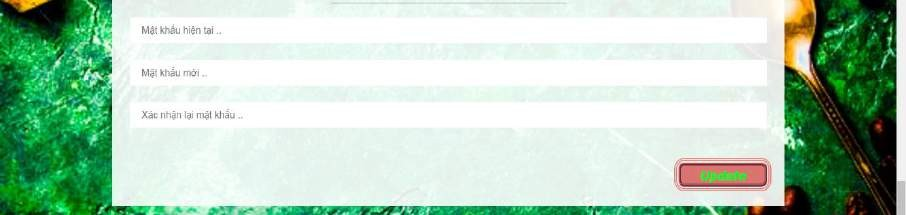 Mật khẩu hiện tại ..
Mật khẩu mới ..
Xác nhận lại mật khẩu ..
Update